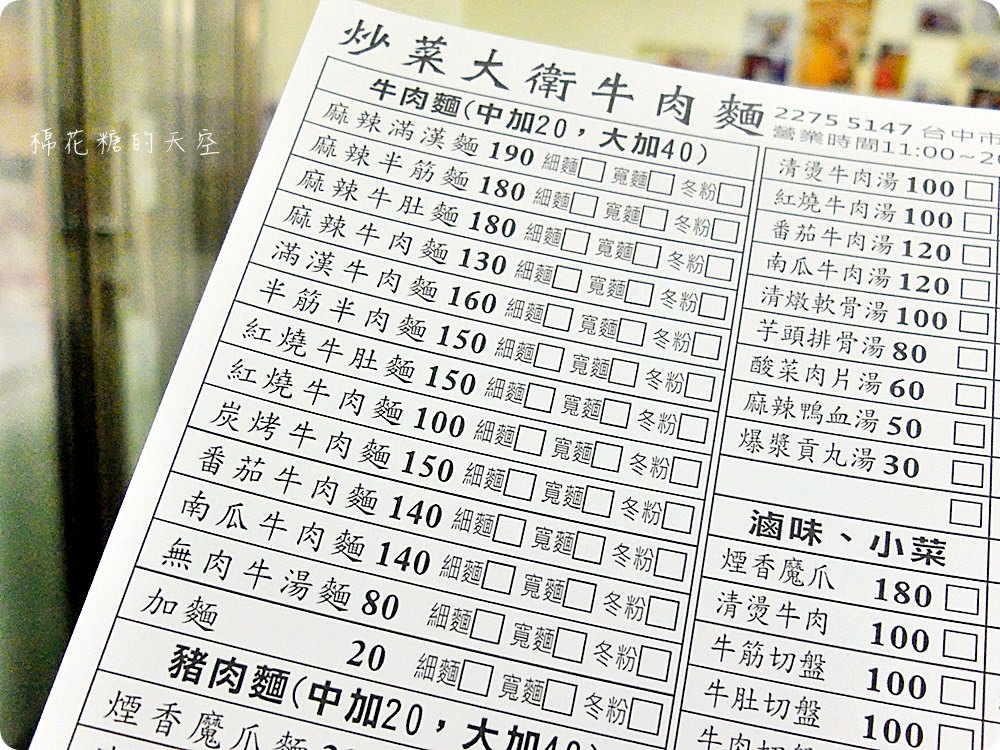 炒菜大衛牛肉麵
2275 5147 台中市
營業時間11:00~20
棉花糖的天空
牛肉麵(中加20，大加40)
麻辣滿漢麵 190 細麵□ 寬麵□ 冬粉□
麻辣半筋麵 180 細麵□ 寬麵□ 冬粉□
麻辣牛肚麵 180 細麵□ 寬麵□ 冬粉□
麻辣牛肉麵 130 細麵□ 寬麵□ 冬粉□
滿漢牛肉麵 160 細麵□ 寬麵□ 冬粉□
半筋半肉麵 150 細麵□ 寬麵□ 冬粉□
紅燒牛肚麵 150 細麵□ 寬麵□ 冬粉□
紅燒牛肉麵 100 細麵□ 寬麵□ 冬粉□
炭烤牛肉麵 150 細麵□ 寬麵□ 冬粉□
番茄牛肉麵 140 細麵□ 寬麵□ 冬粉□
南瓜牛肉麵 140 細麵□ 寬麵□ 冬粉□
無肉牛湯麵 80 細麵□ 寬麵□ 冬粉□
加麵 20 細麵□ 寬麵□ 冬粉□
豬肉麵(中加20，大加40)
煙香魔爪麵
清燙牛肉湯 100 □
紅燒牛肉湯 100 □
番茄牛肉湯 120 □
南瓜牛肉湯 120 □
清燉軟骨湯 100 □
芋頭排骨湯 80 □
酸菜肉片湯 60 □
麻辣鴨血湯 50 □
爆漿貢丸湯 30 □
滷味、小菜
煙香魔爪 180 □
清燙牛肉 100 □
牛筋切盤 100 □
牛肚切盤 100 □
牛肉切盤